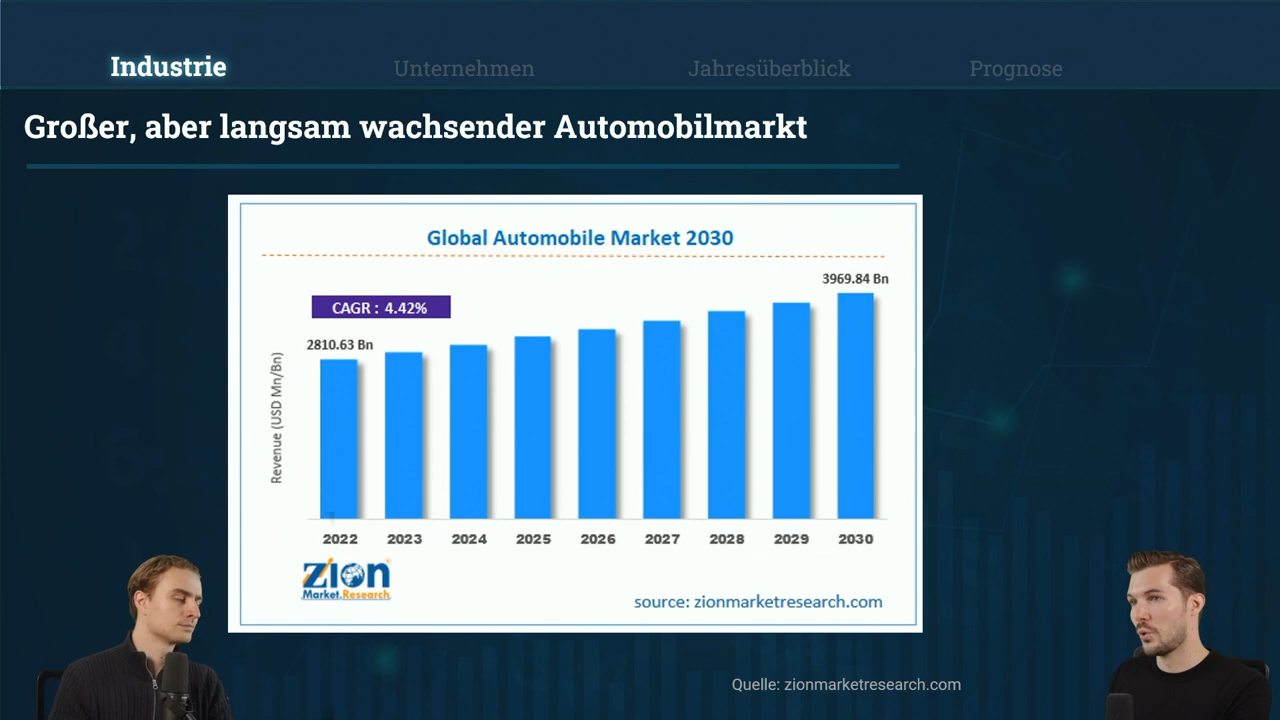 Industrie Unternehmen Jahresüberblick Prognose
Großer, aber langsam wachsender Automobilmarkt
Global Automobile Market 2030
3969.84 Bn
CAGR : 4.42%
2810.63 Bn
Revenue (USD Mn/Bn)
2022 2023 2024 2025 2026 2027 2028 2029 2030
zion
Market.Research
source: zionmarketresearch.com
Quelle: zionmarketresearch.com